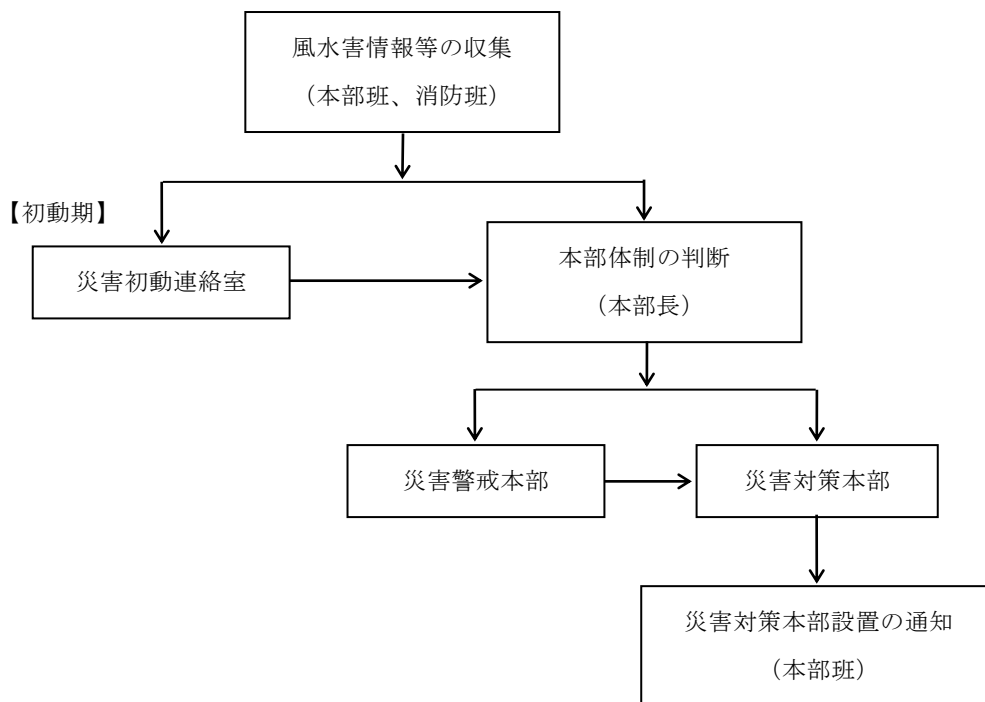 風水害情報等の収集
（本部班、消防班）
【初動期】
災害初動連絡室
本部体制の判断
（本部長）
災害警戒本部
災害対策本部
災害対策本部設置の通知
（本部班）